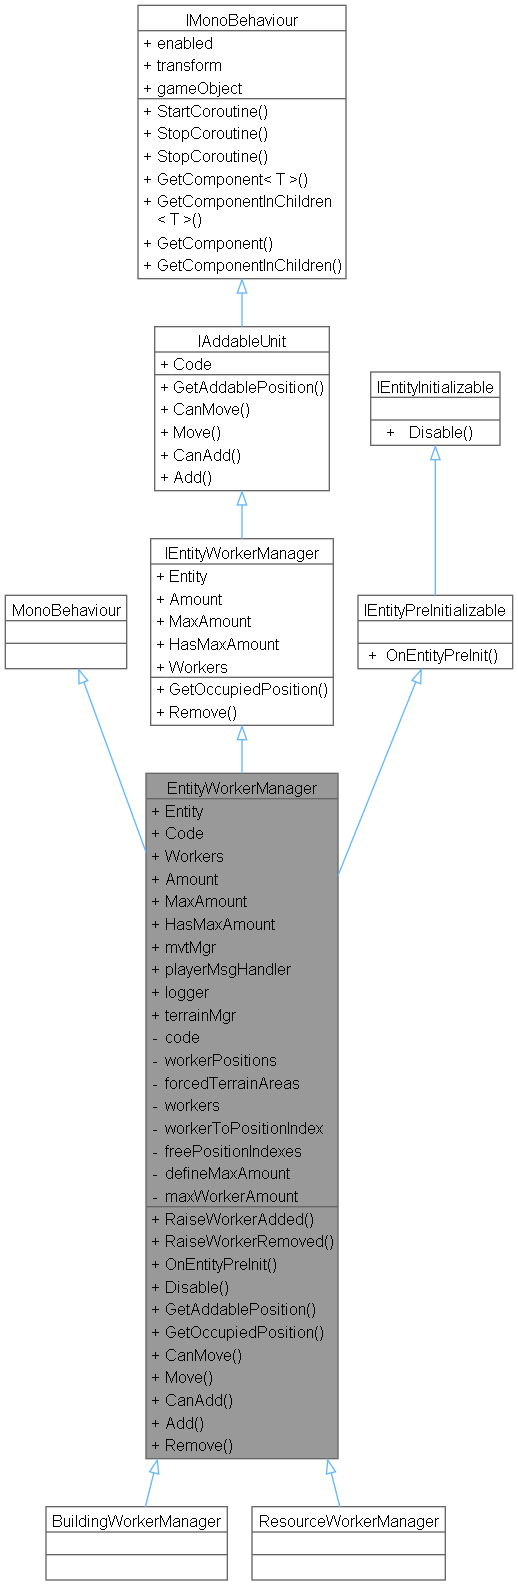 IMonoBehaviour
+ enabled
+ transform
+ gameObject
+ StartCoroutine()
+ StopCoroutine()
+ StopCoroutine()
+ GetComponent< T >()
+ GetComponentInChildren
< T >()
+ GetComponent()
+ GetComponentInChildren()
IAddableUnit
+ Code
+ GetAddablePosition()
+ CanMove()
+ Move()
+ CanAdd()
+ Add()
IEntityInitializable
+ Disable()
IEntityWorkerManager
+ Entity
+ Amount
+ MaxAmount
+ HasMaxAmount
+ Workers
+ GetOccupiedPosition()
+ Remove()
MonoBehaviour
IEntityPreInitializable
+ OnEntityPreInit()
EntityWorkerManager
+ Entity
+ Code
+ Workers
+ Amount
+ MaxAmount
+ HasMaxAmount
+ mvtMgr
+ playerMsgHandler
+ logger
+ terrainMgr
- code
- workerPositions
- forcedTerrainAreas
- workers
- workerToPositionIndex
- freePositionIndexes
- defineMaxAmount
- maxWorkerAmount
+ RaiseWorkerAdded()
+ RaiseWorkerRemoved()
+ OnEntityPreInit()
+ Disable()
+ GetAddablePosition()
+ GetOccupiedPosition()
+ CanMove()
+ Move()
+ CanAdd()
+ Add()
+ Remove()
BuildingWorkerManager
ResourceWorkerManager